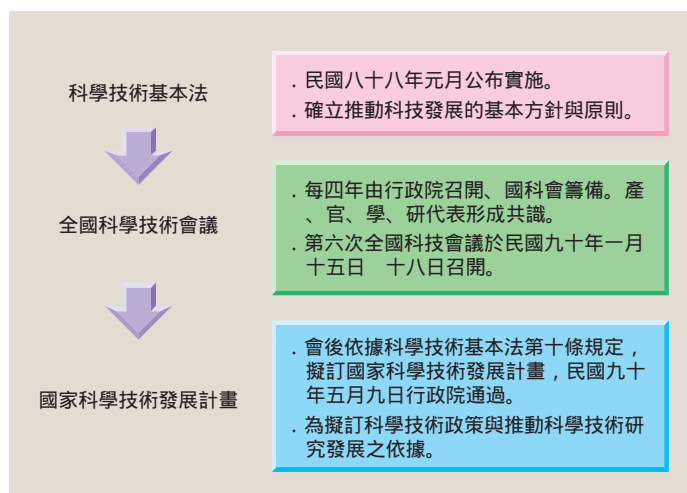 科學技術基本法
．民國八十八年元月公布實施。
．確立推動科技發展的基本方針與原則。
全國科學技術會議
．每四年由行政院召開、國科會籌備。產
、官、學、研代表形成共識。
．第六次全國科技會議於民國九十年一月
十五日　十八日召開。
國家科學技術發展計畫
．會後依據科學技術基本法第十條規定，
擬訂國家科學技術發展計畫，民國九十
年五月九日行政院通過。
．為擬訂科學技術政策與推動科學技術研
究發展之依據。